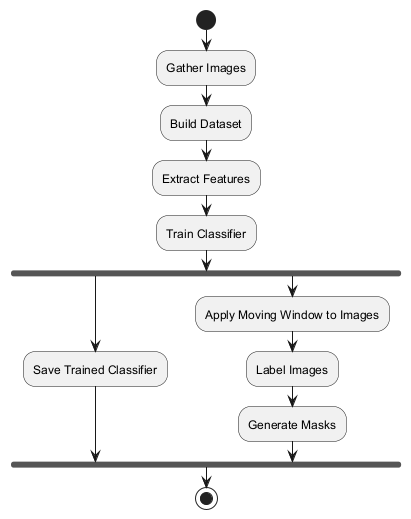 Gather Images
Build Dataset
Extract Features
Train Classifier
Apply Moving Window to Images
Save Trained Classifier
Label Images
Generate Masks